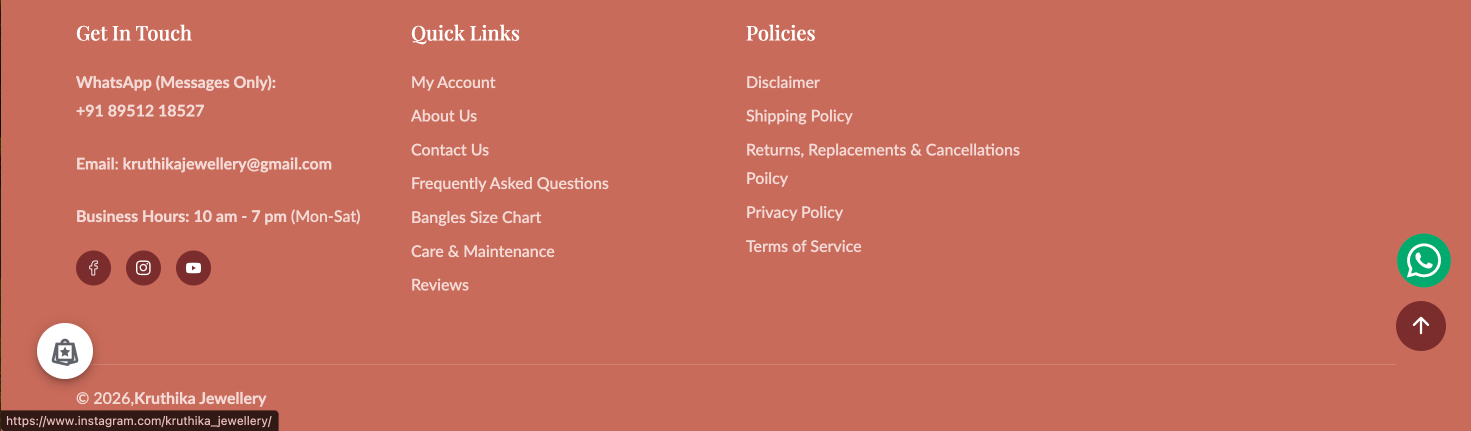 Get In Touch
WhatsApp (Messages Only):
+91 89512 18527
Email: kruthikajewellery@gmail.com
Business Hours: 10 am - 7 pm (Mon-Sat)
Quick Links
My Account
About Us
Contact Us
Frequently Asked Questions
Bangles Size Chart
Care & Maintenance
Reviews
Policies
Disclaimer
Shipping Policy
Returns, Replacements & Cancellations
Poilcy
Privacy Policy
Terms of Service
© 2026,Kruthika Jewellery
https://www.instagram.com/kruthika_jewellery/